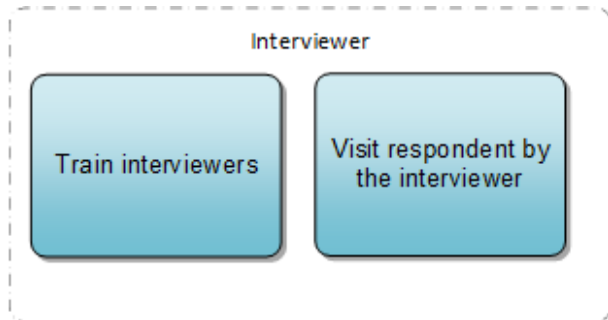 Interviewer
Train interviewers
Visit respondent by
the interviewer